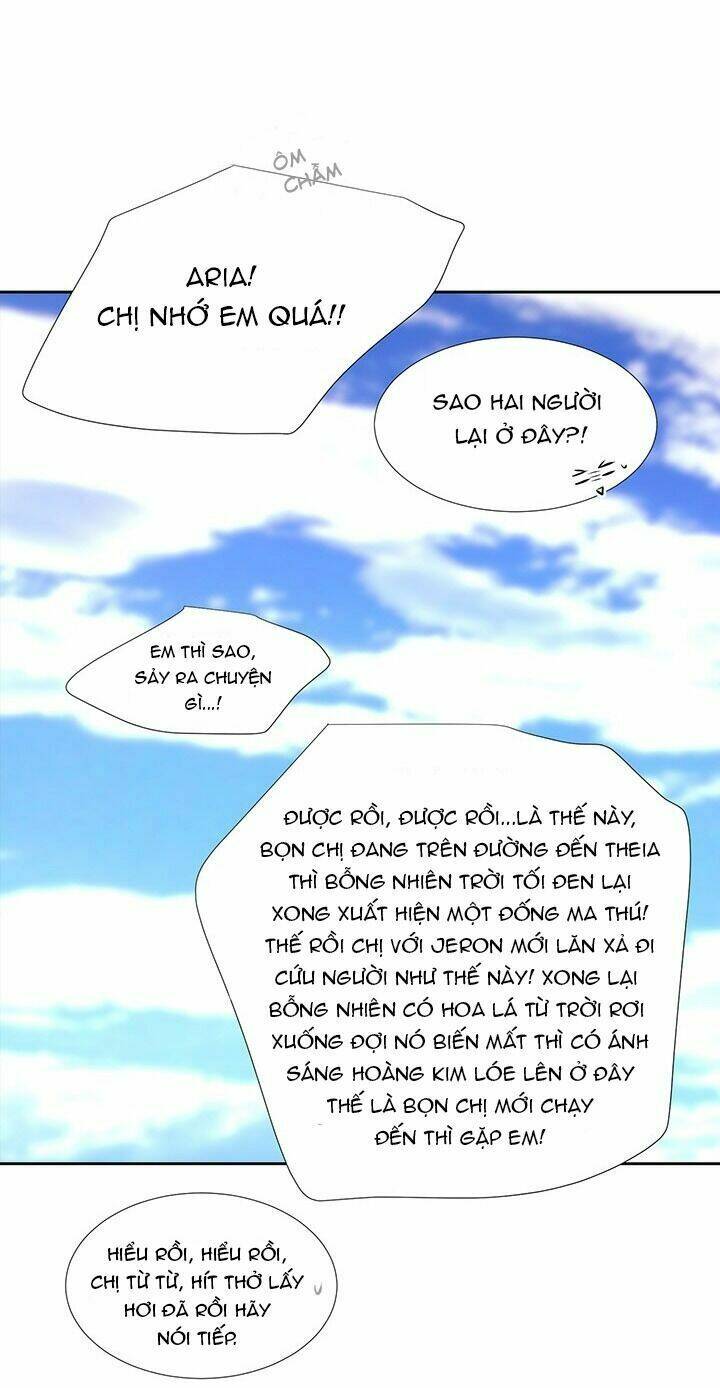 ÔM
CHẦM
ARIA!
CHỊ NHỚ EM QUÁ!!
SAO HAI NGƯỜI
LẠI Ở ĐÂY?!
EM THÌ SAO,
SẢY RA CHUYỆN
GÌ...!
ĐƯỢC RỒI, ĐƯỢC RỒI...LÀ THẾ NÀY,
BỌN CHỊ ĐANG TRÊN ĐƯỜNG ĐẾN THEIA
THÌ BỖNG NHIÊN TRỜI TỐI ĐEN LẠI
XONG XUẤT HIỆN MỘT ĐỐNG MA THÚ!
THẾ RỒI CHỊ VỚI JERON MỚI LĂN XẢ ĐI
CỨU NGƯỜI NHƯ THẾ NÀY! XONG LẠI
BỖNG NHIÊN CÓ HOA LÁ TỪ TRỜI RƠI
XUỐNG ĐỢI NÓ BIẾN MẤT THÌ CÓ ÁNH
SÁNG HOÀNG KIM LÓE LÊN Ở ĐÂY
THẾ LÀ BỌN CHỊ MỚI CHẠY
ĐẾN THÌ GẶP EM!
HIỂU RỒI, HIỂU RỒI,
CHỊ TỪ TỪ, HÍT THỞ LẤY
HƠI ĐÃ RỒI HÃY
NÓI TIẾP.